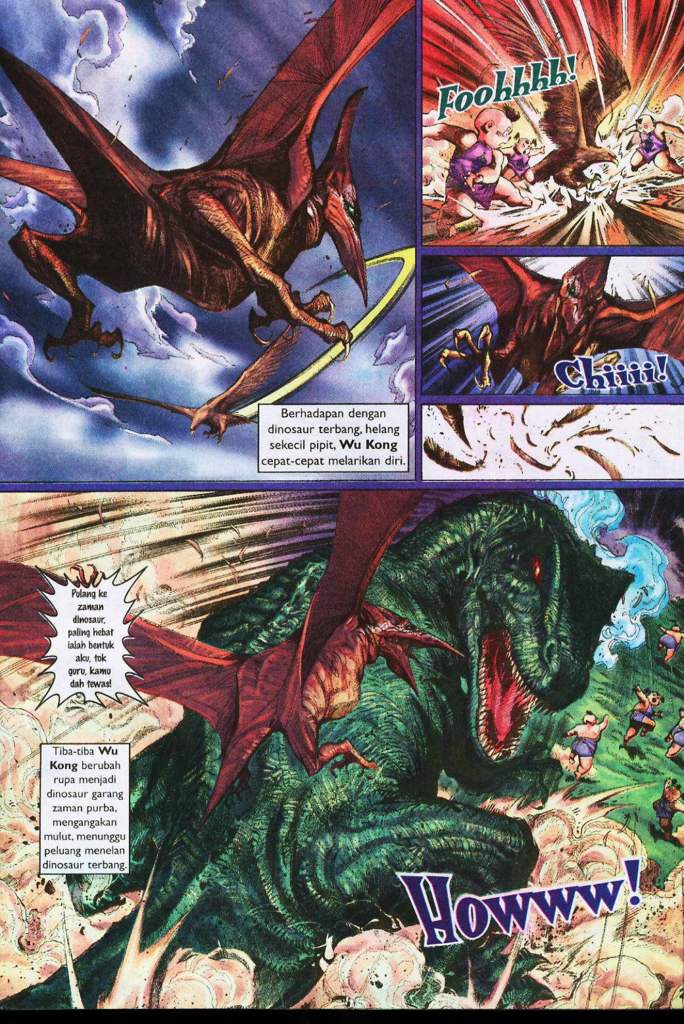 Foohhhh!
Berhadapan dengan
dinosaur terbang, helang
sekecil pipit, Wu Kong
cepat-cepat melarikan diri.
Chiiii!
Pulang ke
zaman
dinosaur,
paling hebat
ialah bentuk
aku, tok
guru, kamu
dah tewas!
Tiba-tiba Wu
Kong berubah
rupa menjadi
dinosaur garang
zaman purba,
mengangakan
mulut, menunggu
peluang menelan
dinosaur terbang.
Howww!